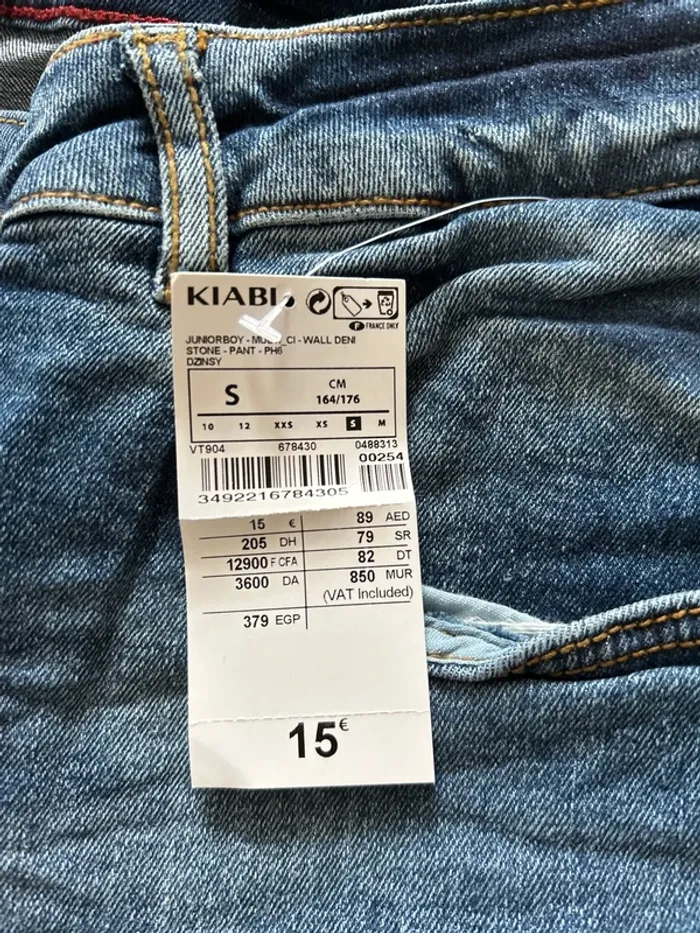 KIABI
F FRANCE ONLY
JUNIORBOY - CI - WALL DENI
STONE - PANT - PH6
DZINSY
S
CM
164/176
10 12 XXS XS S M
VT904 678430 0488313
00254
3492216784305
15 € 89 AED
205 DH 79 SR
12900 F CFA 82 DT
3600 DA 850 MUR
(VAT Included)
379 EGP
15€